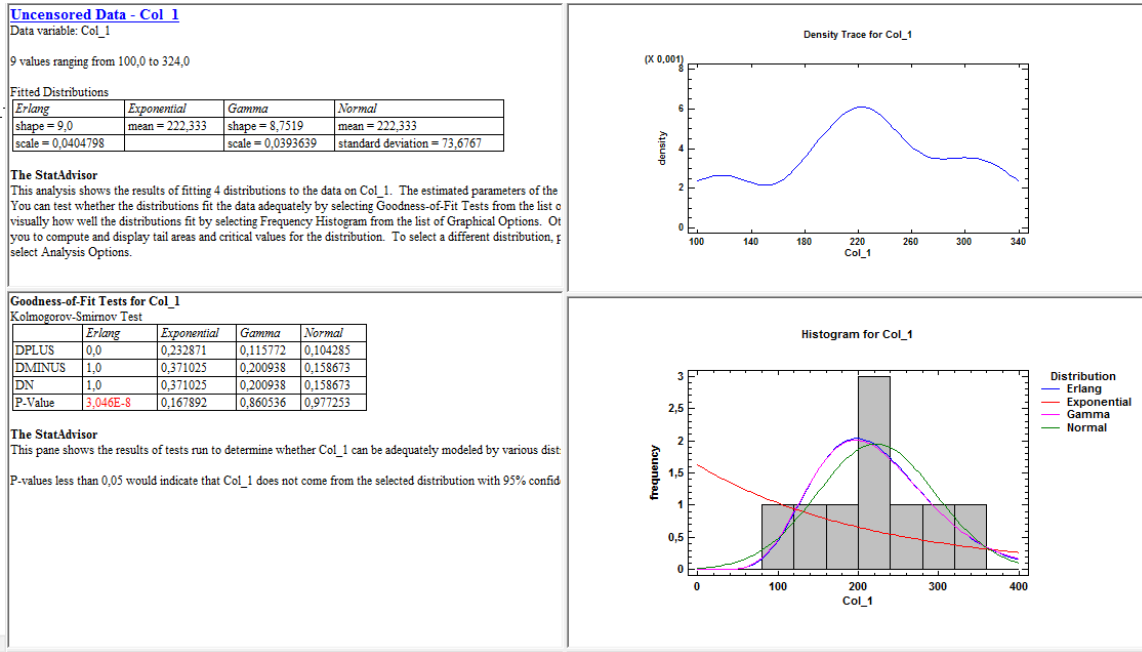 Uncensored Data - Col_1
Data variable: Col_1
9 values ranging from 100,0 to 324,0
Fitted Distributions
Erlang Exponential Gamma Normal
shape = 9,0 mean = 222,333 shape = 8,7519 mean = 222,333
scale = 0,0404798 scale = 0,0393639 standard deviation = 73,6767
The StatAdvisor
This analysis shows the results of fitting 4 distributions to the data on Col_1. The estimated parameters of the
You can test whether the distributions fit the data adequately by selecting Goodness-of-Fit Tests from the list o
visually how well the distributions fit by selecting Frequency Histogram from the list of Graphical Options. Ot
you to compute and display tail areas and critical values for the distribution. To select a different distribution, p
select Analysis Options.
Density Trace for Col_1
(X 0,001)
8
6
4
2
0
density
100 140 180 220 260 300 340
Col_1
Goodness-of-Fit Tests for Col_1
Kolmogorov-Smirnov Test
Erlang Exponential Gamma Normal
DPLUS 0,0 0,232871 0,115772 0,104285
DMINUS 1,0 0,371025 0,200938 0,158673
DN 1,0 0,371025 0,200938 0,158673
P-Value 3,046E-8 0,167892 0,860536 0,977253
The StatAdvisor
This pane shows the results of tests run to determine whether Col_1 can be adequately modeled by various dist
P-values less than 0,05 would indicate that Col_1 does not come from the selected distribution with 95% confid
Histogram for Col_1
3
2,5
2
1,5
1
0,5
0
frequency
0 100 200 300 400
Col_1
Distribution
Erlang
Exponential
Gamma
Normal